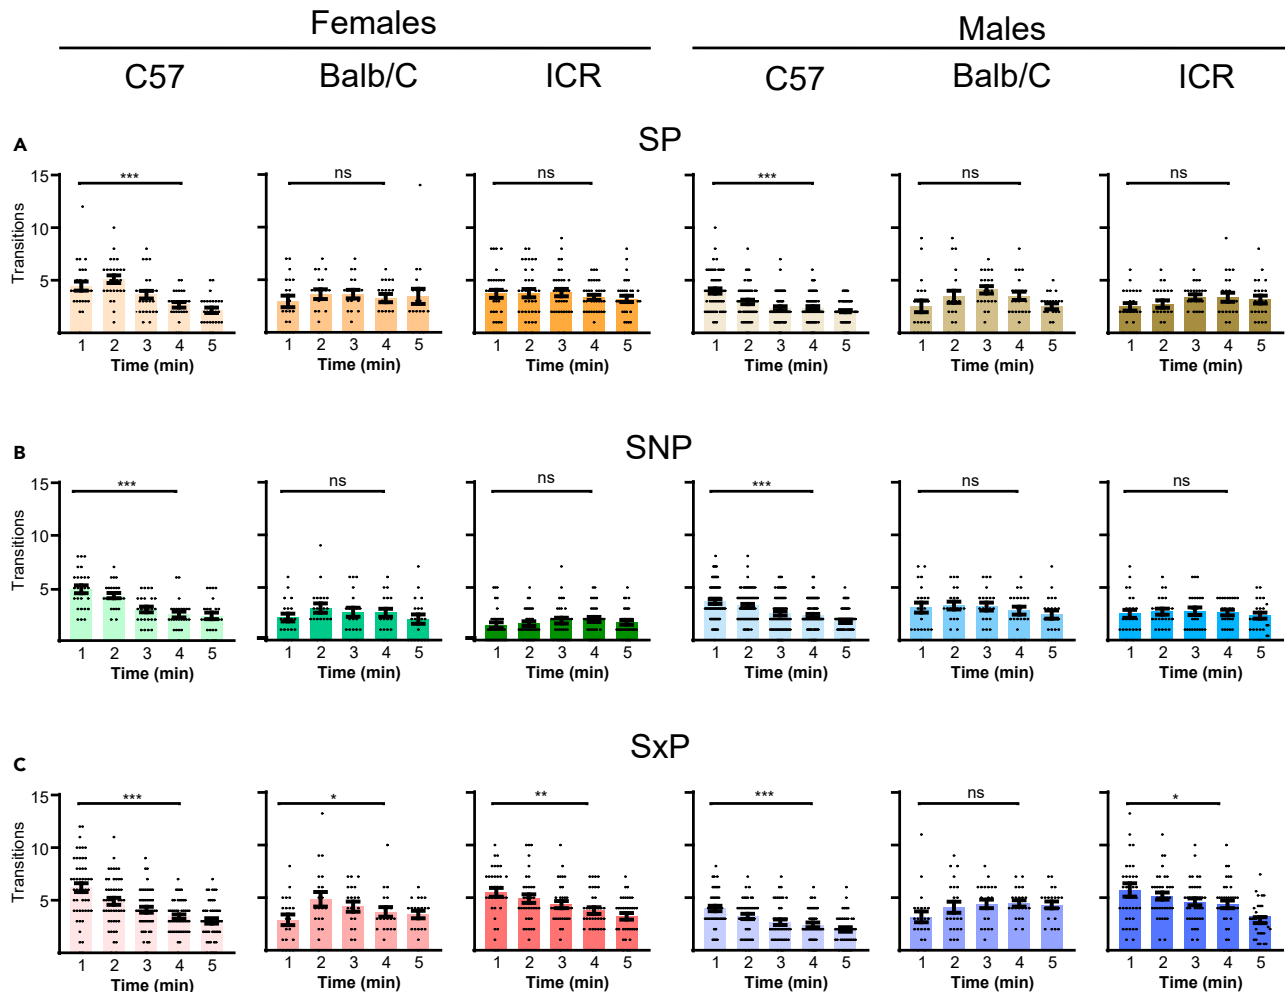 Females Males
C57 Balb/C ICR C57 Balb/C ICR
A SP
*** ns ns *** ns ns
15
10
5
Transitions
1 2 3 4 5 1 2 3 4 5 1 2 3 4 5 1 2 3 4 5 1 2 3 4 5 1 2 3 4 5
Time (min) Time (min) Time (min) Time (min) Time (min) Time (min)
B SNP
*** ns ns *** ns ns
15
10
5
Transitions
1 2 3 4 5 1 2 3 4 5 1 2 3 4 5 1 2 3 4 5 1 2 3 4 5 1 2 3 4 5
Time (min) Time (min) Time (min) Time (min) Time (min) Time (min)
C SxP
*** * ** *** ns *
15
10
5
Transitions
1 2 3 4 5 1 2 3 4 5 1 2 3 4 5 1 2 3 4 5 1 2 3 4 5 1 2 3 4 5
Time (min) Time (min) Time (min) Time (min) Time (min) Time (min)